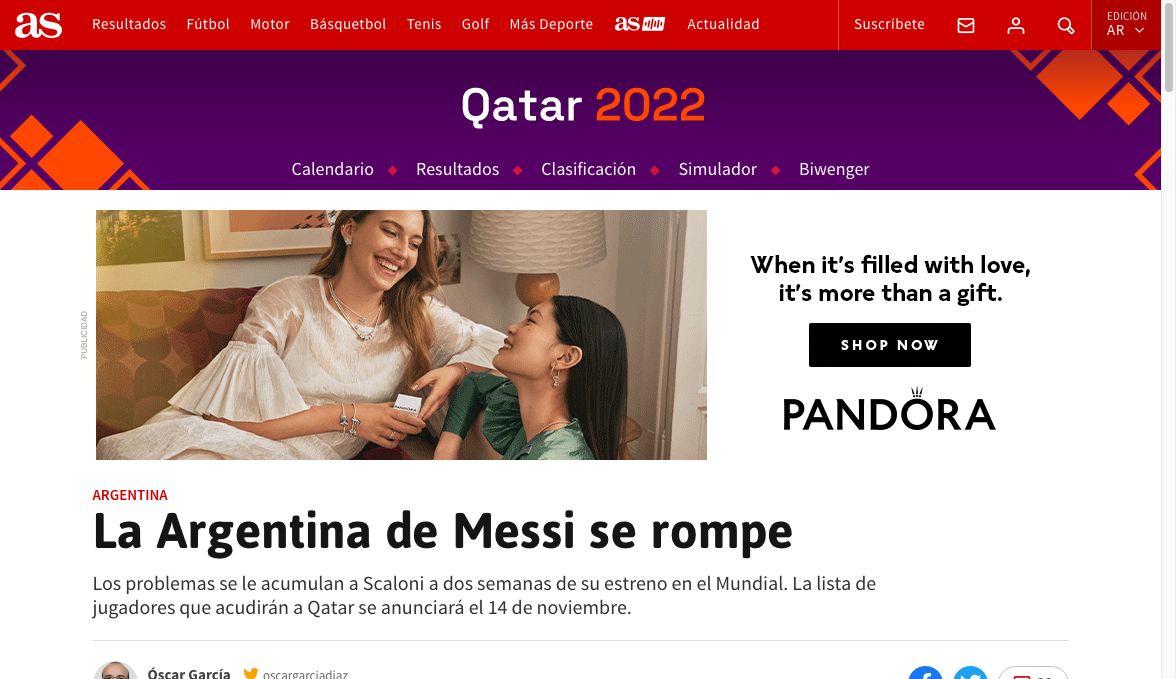 as
Resultados Fútbol Motor Básquetbol Tenis Golf Más Deporte as Actualidad Suscríbete
EDICIÓN
AR
Qatar 2022
Calendario Resultados Clasificación Simulador Biwenger
PUBLICIDAD
PANDORA
When it's filled with love,
it's more than a gift.
SHOP NOW
PANDORA
ARGENTINA
La Argentina de Messi se rompe
Los problemas se le acumulan a Scaloni a dos semanas de su estreno en el Mundial. La lista de
jugadores que acudirán a Qatar se anunciará el 14 de noviembre.
Óscar García oscargarciadiaz